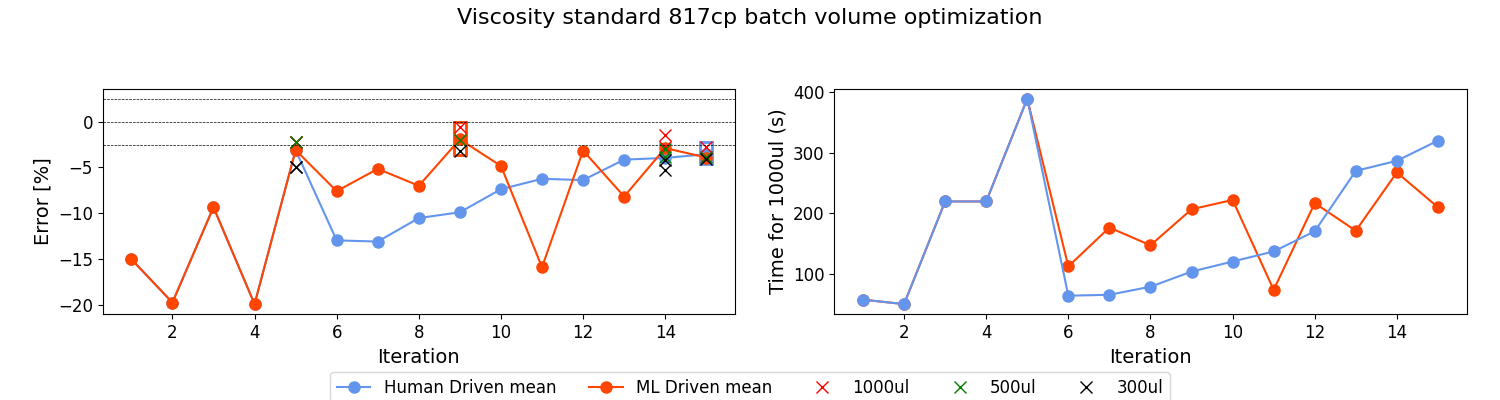 Viscosity standard 817cp batch volume optimization
Error [%]
0
−5
−10
−15
−20
2 4 6 8 10 12 14
Iteration
Time for 1000ul (s)
400
300
200
100
2 4 6 8 10 12 14
Iteration
Human Driven mean ML Driven mean 1000ul 500ul 300ul